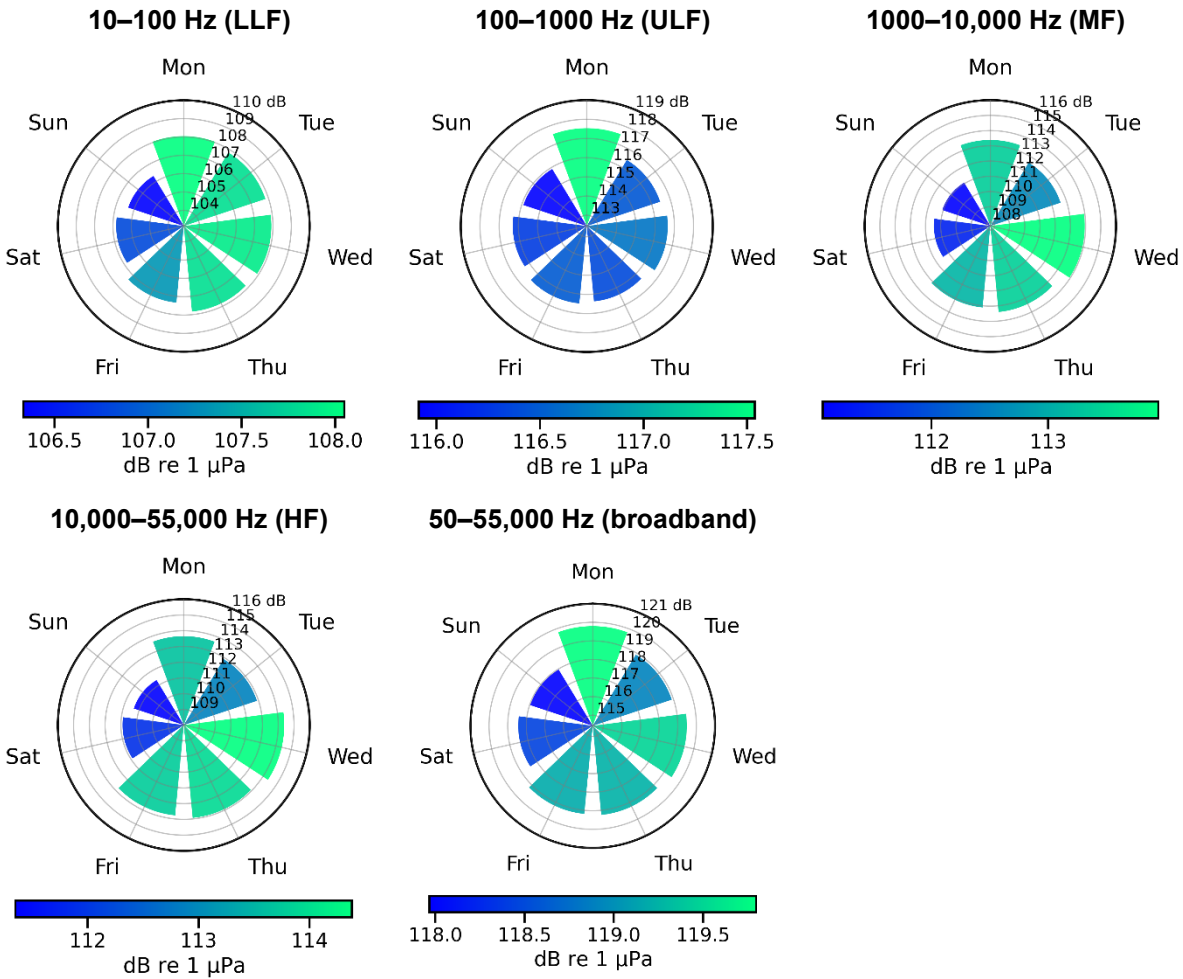 10–100 Hz (LLF)
Mon
Tue
Wed
Thu
Fri
Sat
Sun
110 dB
109
108
107
106
105
104
106.5 107.0 107.5 108.0
dB re 1 µPa
100–1000 Hz (ULF)
Mon
Tue
Wed
Thu
Fri
Sat
Sun
119 dB
118
117
116
115
114
113
116.0 116.5 117.0 117.5
dB re 1 µPa
1000–10,000 Hz (MF)
Mon
Tue
Wed
Thu
Fri
Sat
Sun
116 dB
115
114
113
112
111
110
109
108
112 113
dB re 1 µPa
10,000–55,000 Hz (HF)
Mon
Tue
Wed
Thu
Fri
Sat
Sun
116 dB
115
114
113
112
111
110
109
112 113 114
dB re 1 µPa
50–55,000 Hz (broadband)
Mon
Tue
Wed
Thu
Fri
Sat
Sun
121 dB
120
119
118
117
116
115
118.0 118.5 119.0 119.5
dB re 1 µPa